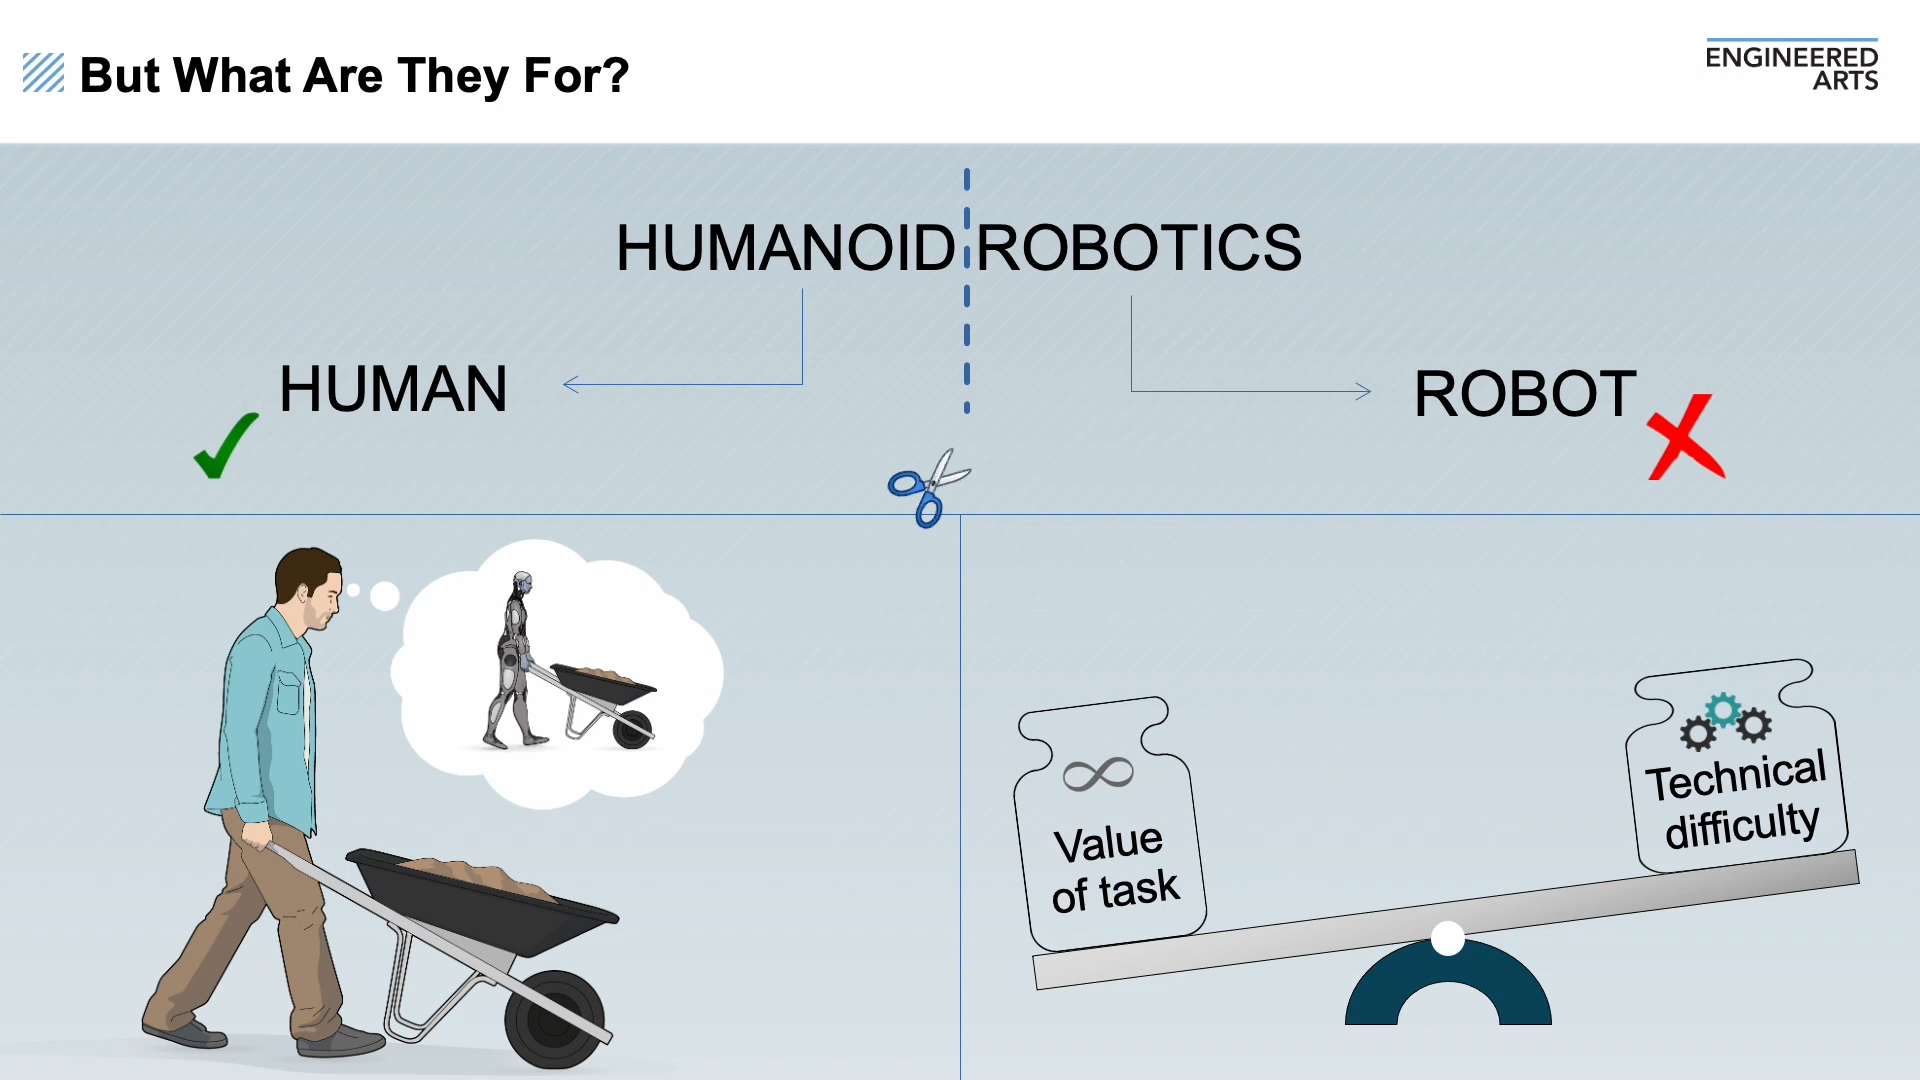 But What Are They For?
ENGINEERED
ARTS
HUMANOID ROBOTICS
HUMAN
ROBOT
Value
of task
Technical
difficulty